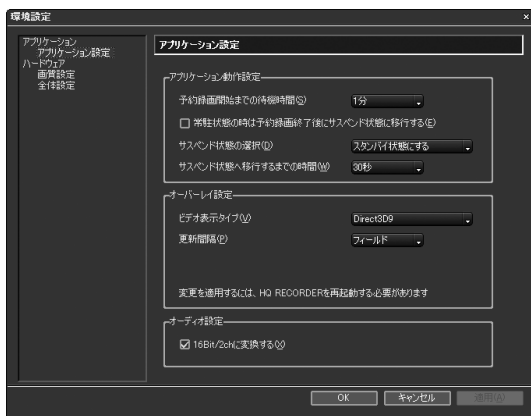 環境設定
×
アプリケーション
アプリケーション設定
ハードウェア
画質設定
全体設定
アプリケーション設定
アプリケーション動作設定
予約録画開始までの待機時間(S)
1分
常駐状態の時は予約録画終了後にサスペンド状態に移行する(E)
サスペンド状態の選択(D)
スタンバイ状態にする
サスペンド状態へ移行するまでの時間(W)
30秒
オーバーレイ設定
ビデオ表示タイプ(V)
Direct3D9
更新間隔(P)
フィールド
変更を適用するには、HQ RECORDERを再起動する必要があります
オーディオ設定
16Bit/2chに変換する(X)
OK
キャンセル
適用(A)